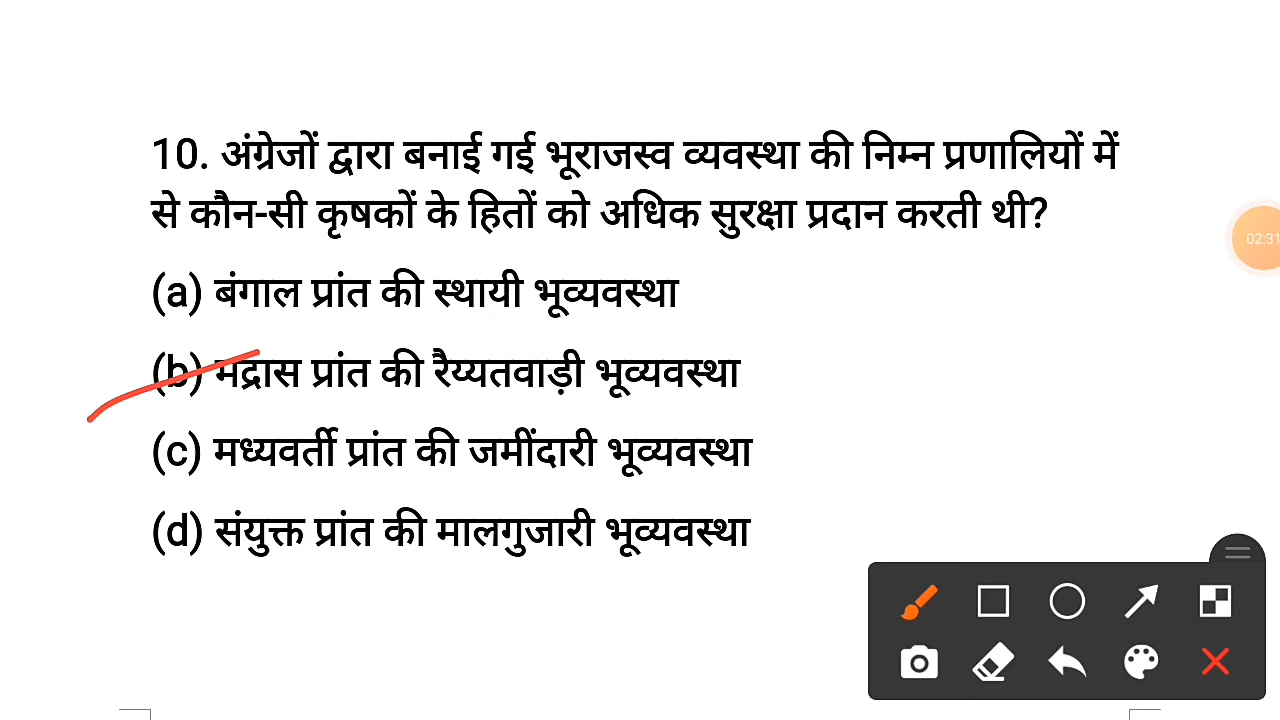 10. अंग्रेजों द्वारा बनाई गई भूराजस्व व्यवस्था की निम्न प्रणालियों में
से कौन-सी कृषकों के हितों को अधिक सुरक्षा प्रदान करती थी?
(a) बंगाल प्रांत की स्थायी भूव्यवस्था
(b) मद्रास प्रांत की रैय्यतवाड़ी भूव्यवस्था
(c) मध्यवर्ती प्रांत की जमींदारी भूव्यवस्था
(d) संयुक्त प्रांत की मालगुजारी भूव्यवस्था
02:31